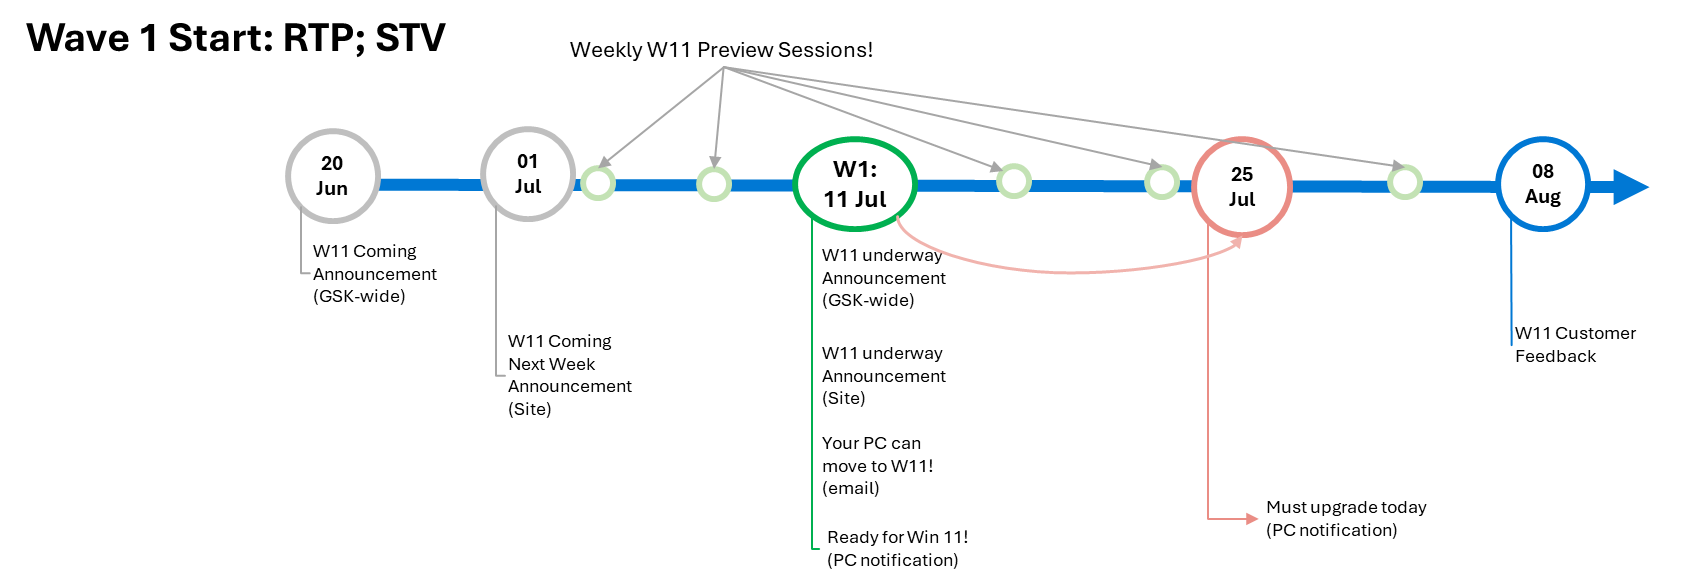 Wave 1 Start: RTP; STV
Weekly W11 Preview Sessions!
20
Jun
01
Jul
W1:
11 Jul
25
Jul
08
Aug
W11 Coming
Announcement
(GSK-wide)
W11 Coming
Next Week
Announcement
(Site)
W11 underway
Announcement
(GSK-wide)
W11 underway
Announcement
(Site)
Your PC can
move to W11!
(email)
Ready for Win 11!
(PC notification)
Must upgrade today
(PC notification)
W11 Customer
Feedback